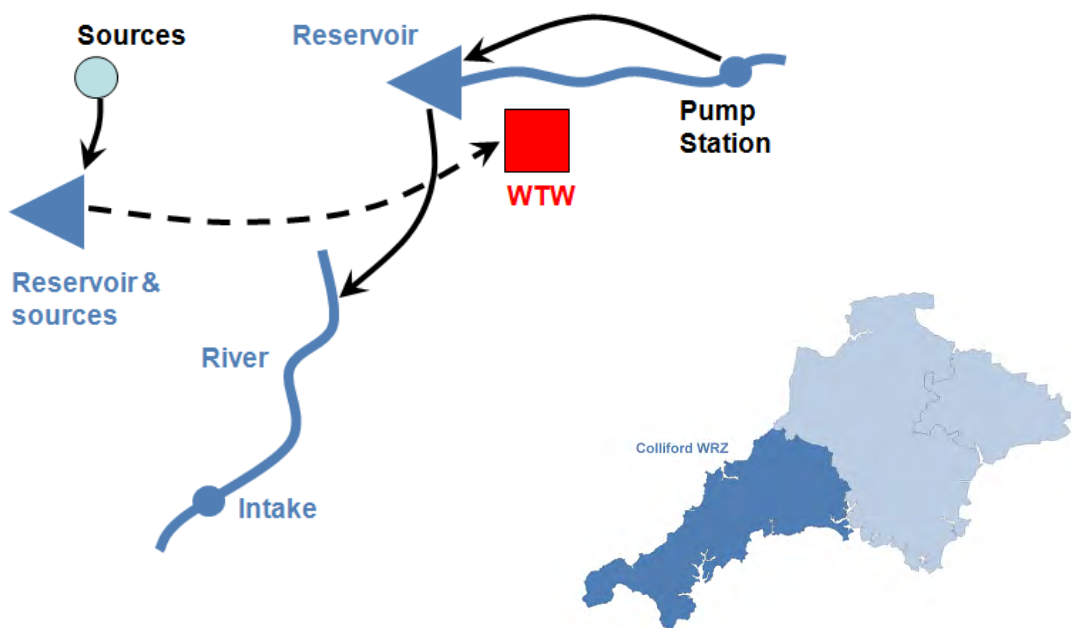 Sources
Reservoir
Pump
Station
WTW
Reservoir &
sources
River
Intake
Colliford WRZ